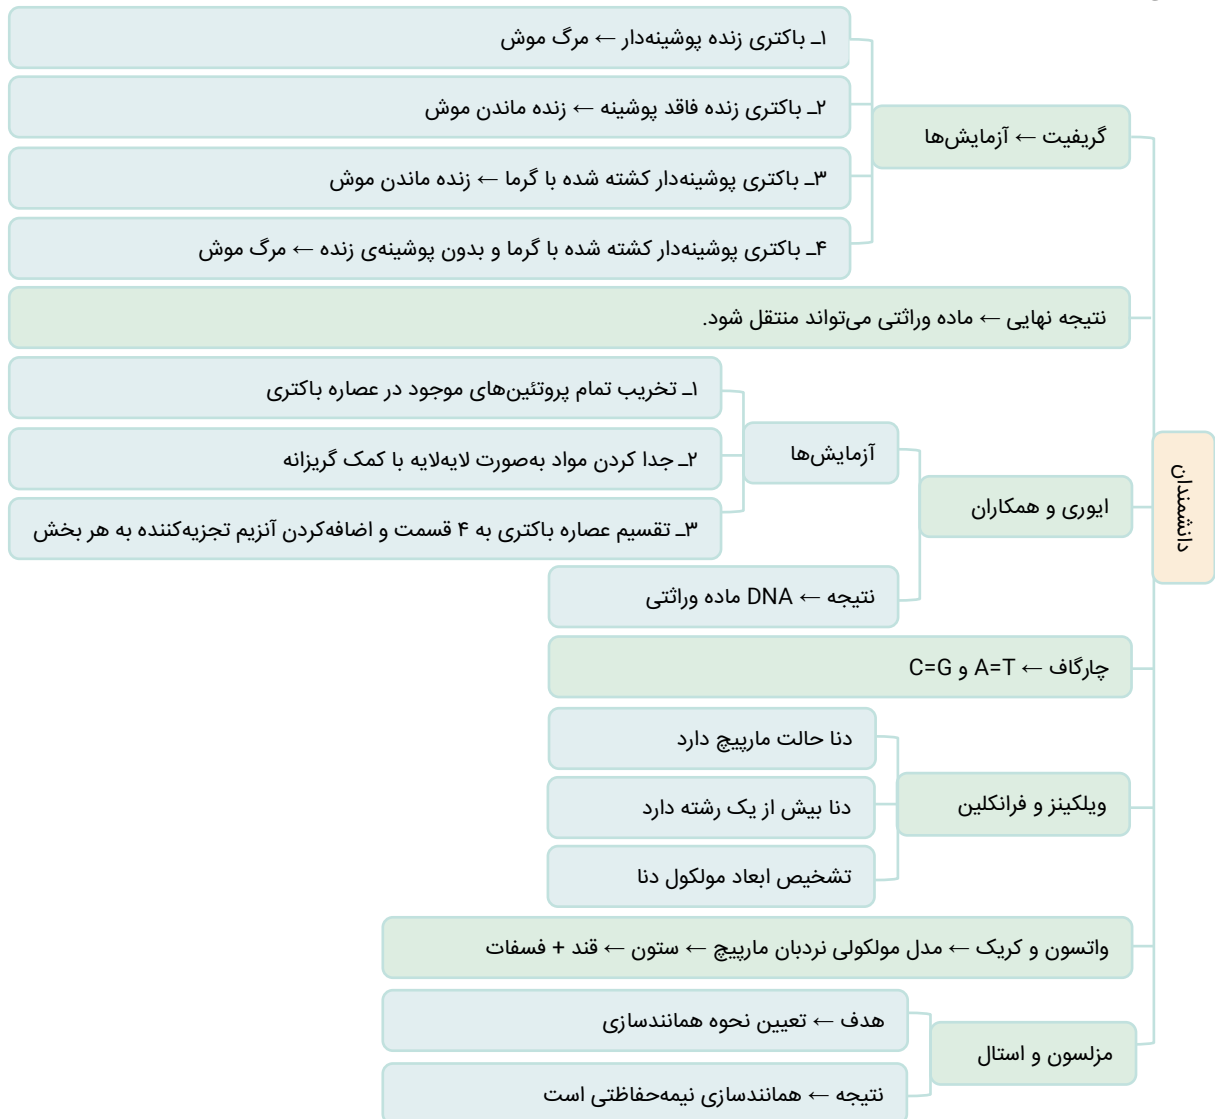 دانشمندان
گریفیت ← آزمایش‌ها
۱ـ باکتری زنده پوشینه‌دار ← مرگ موش
۲ـ باکتری زنده فاقد پوشینه ← زنده ماندن موش
۳ـ باکتری پوشینه‌دار کشته شده با گرما ← زنده ماندن موش
۴ـ باکتری پوشینه‌دار کشته شده با گرما و بدون پوشینه‌ی زنده ← مرگ موش
نتیجه نهایی ← ماده وراثتی می‌تواند منتقل شود.
ایوری و همکاران
آزمایش‌ها
۱ـ تخریب تمام پروتئین‌های موجود در عصاره باکتری
۲ـ جدا کردن مواد به‌صورت لایه‌لایه با کمک گریزانه
۳ـ تقسیم عصاره باکتری به ۴ قسمت و اضافه‌کردن آنزیم تجزیه‌کننده به هر بخش
نتیجه ← DNA ماده وراثتی
چارگاف ← A=T و C=G
ویلکینز و فرانکلین
دنا حالت مارپیچ دارد
دنا بیش از یک رشته دارد
تشخیص ابعاد مولکول دنا
واتسون و کریک ← مدل مولکولی نردبان مارپیچ ← ستون ← قند + فسفات
مزلسون و استال
هدف ← تعیین نحوه همانندسازی
نتیجه ← همانندسازی نیمه‌حفاظتی است